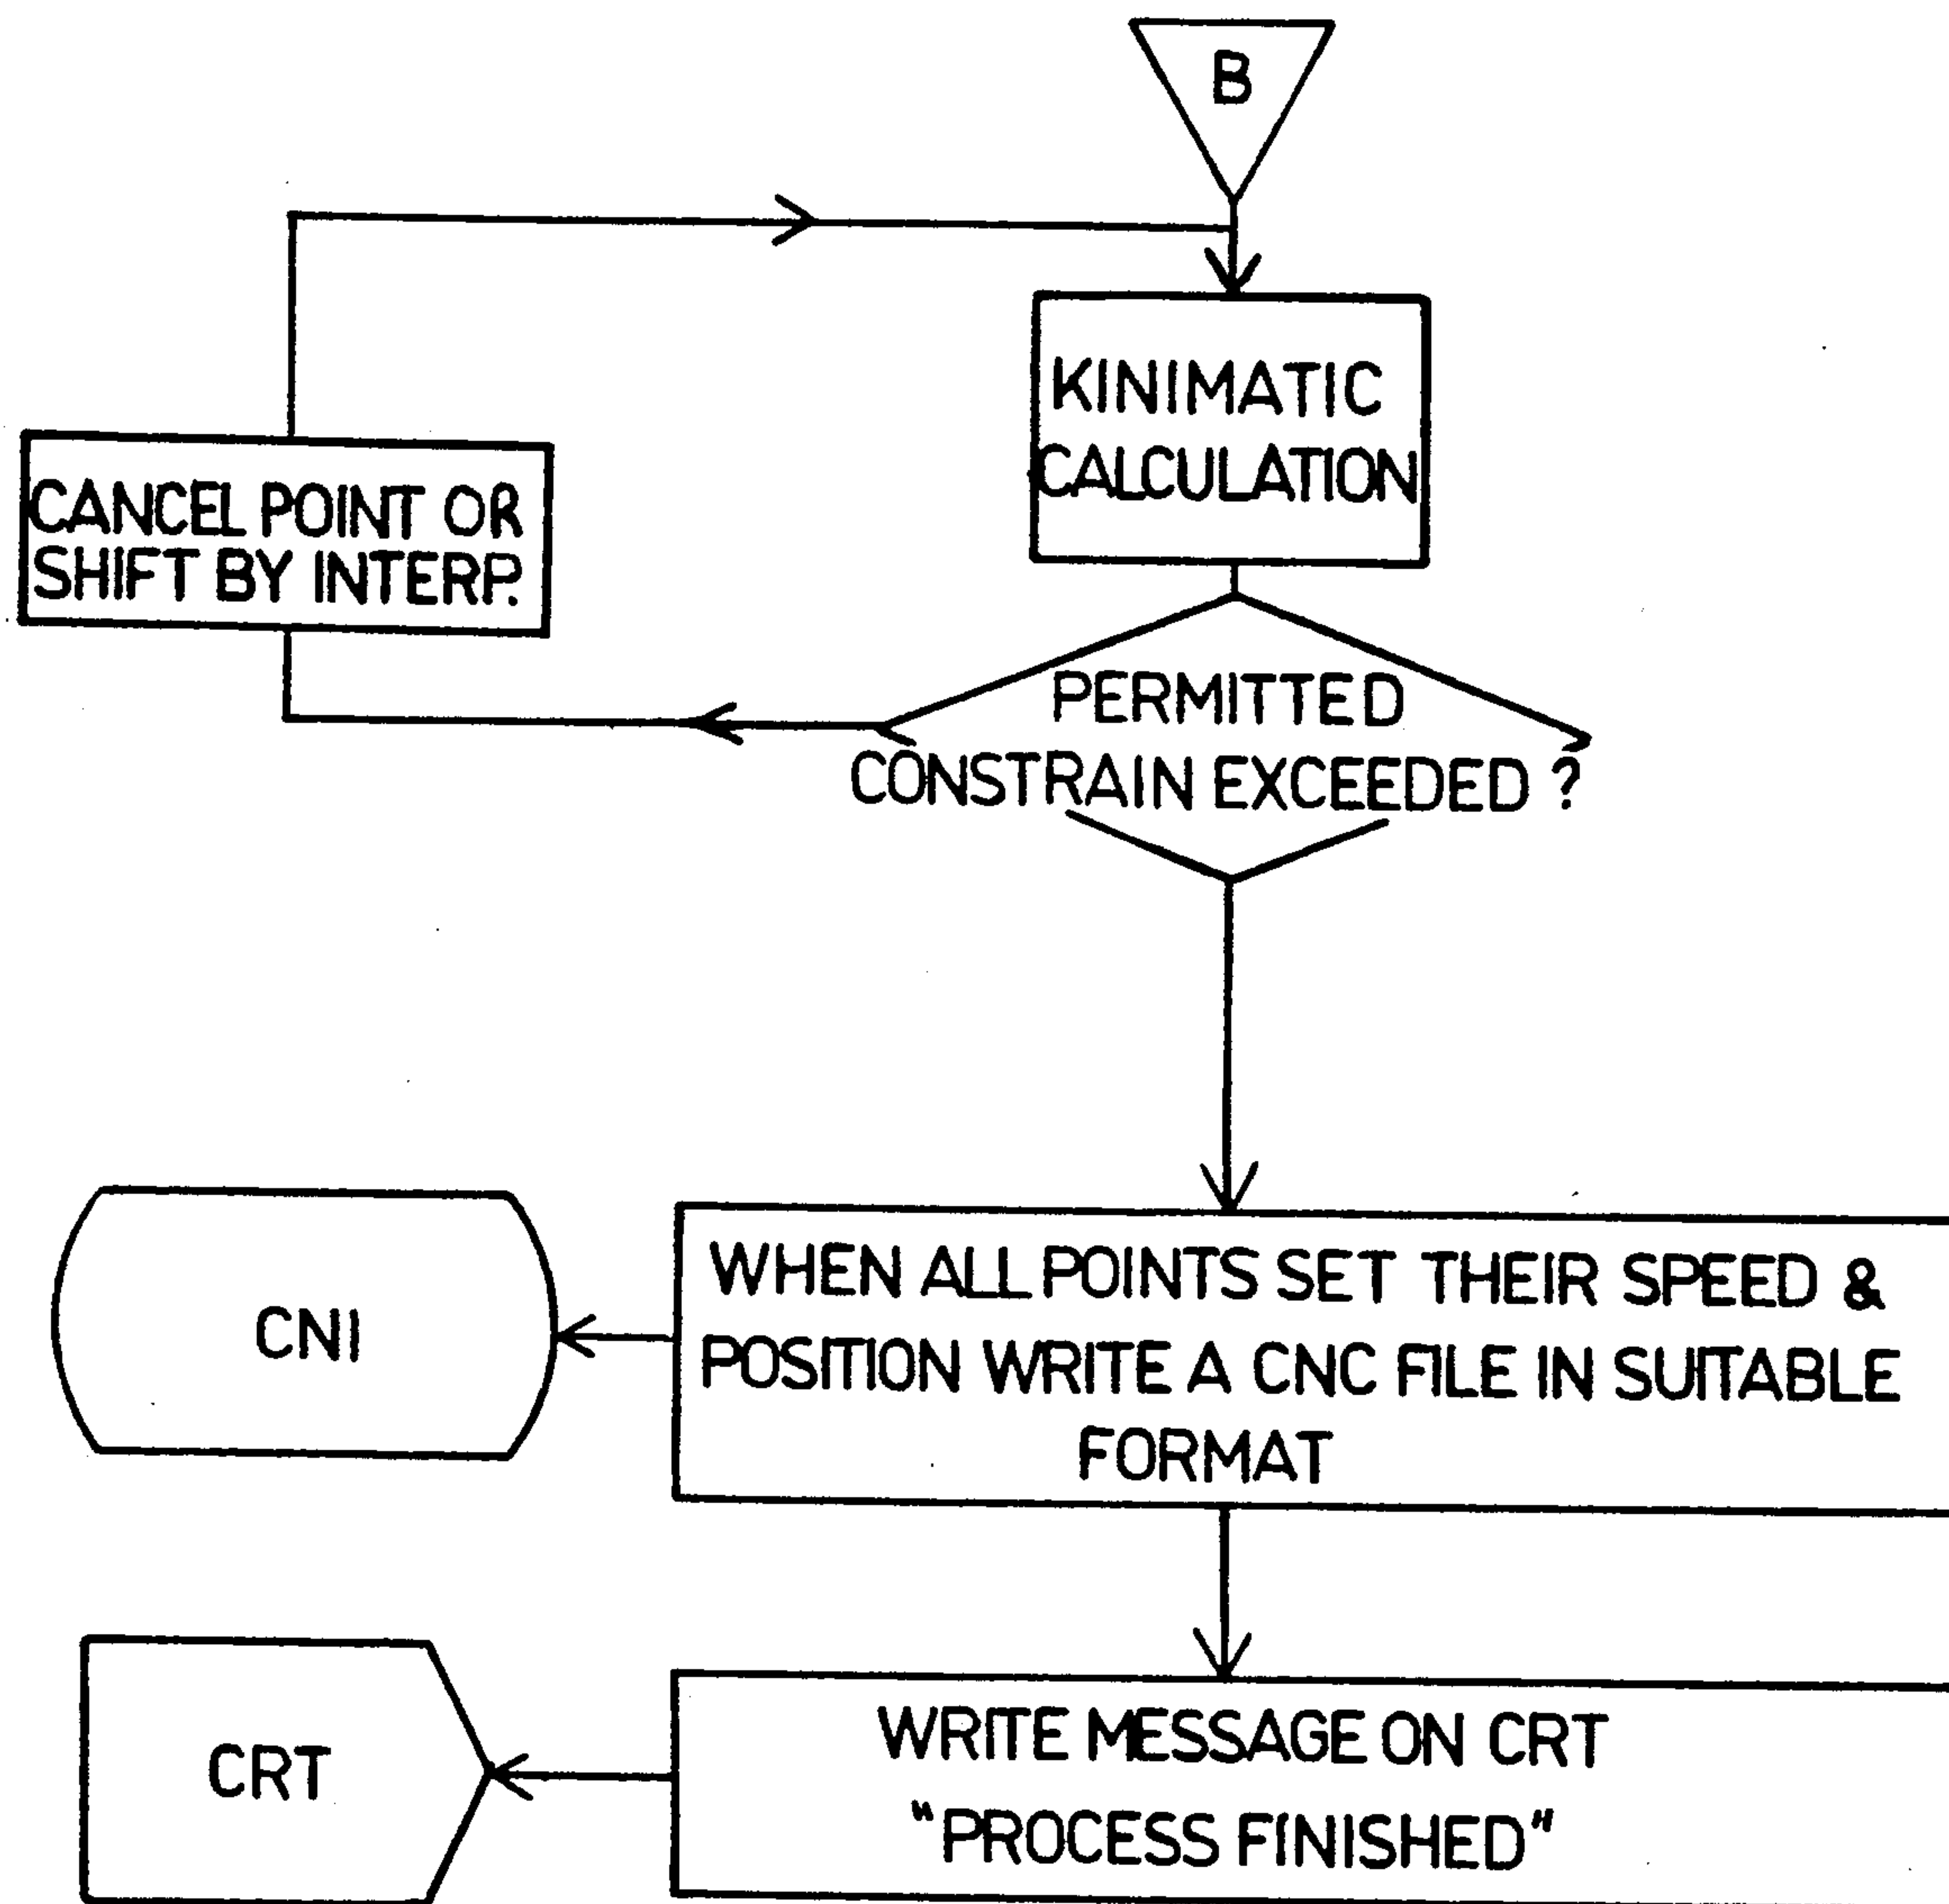 B
KINIMATIC
CALCULATION
CANCEL POINT OR
SHIFT BY INTERP.
PERMITTED
CONSTRAIN EXCEEDED ?
WHEN ALL POINTS SET THEIR SPEED &
POSITION WRITE A CNC FILE IN SUITABLE
FORMAT
CNI
WRITE MESSAGE ON CRT
"PROCESS FINISHED"
CRT